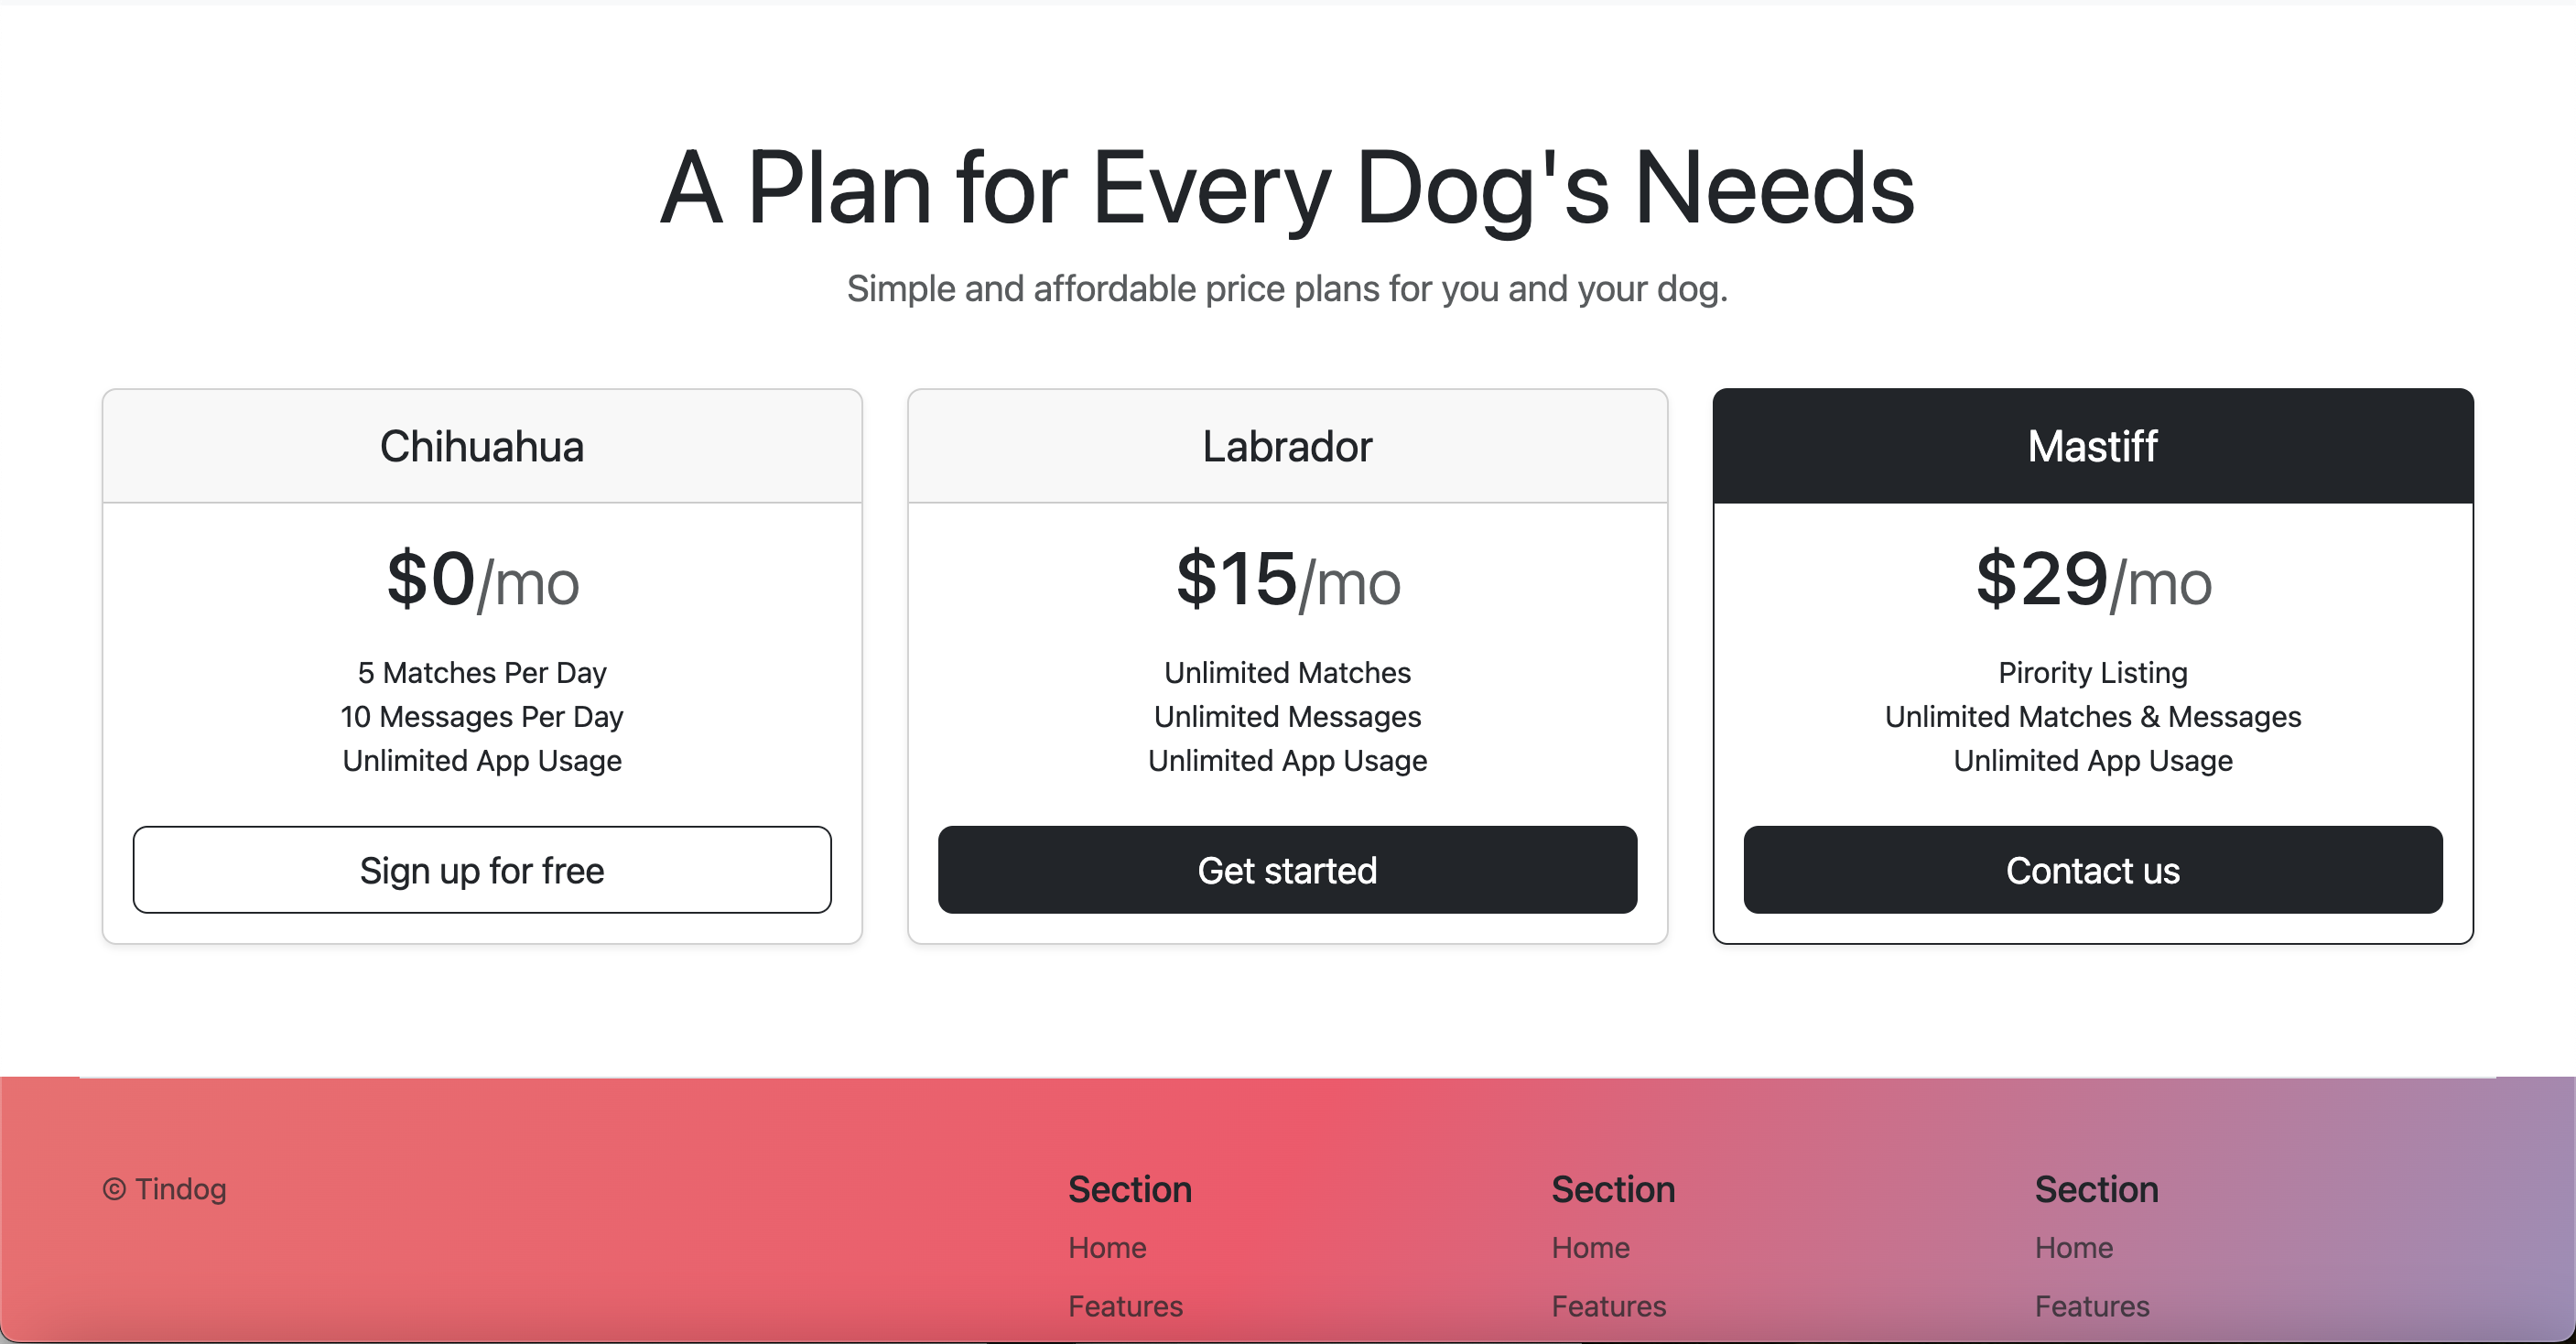 A Plan for Every Dog's Needs
Simple and affordable price plans for you and your dog.
Chihuahua
$0/mo
5 Matches Per Day
10 Messages Per Day
Unlimited App Usage
Sign up for free
Labrador
$15/mo
Unlimited Matches
Unlimited Messages
Unlimited App Usage
Get started
Mastiff
$29/mo
Pirority Listing
Unlimited Matches & Messages
Unlimited App Usage
Contact us
© Tindog
Section
Home
Features
Section
Home
Features
Section
Home
Features